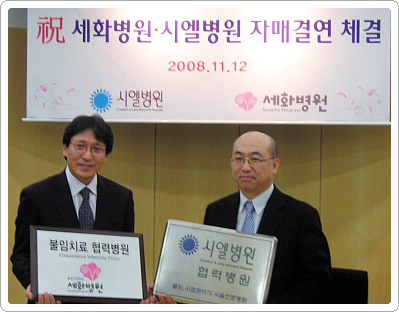 祝 세화병원·시엘병원 자매결연 체결
2008.11.12
시엘병원
세화병원
불임치료 협력병원
Cooperative Infertility Clinic
세화병원
시엘병원
협력병원